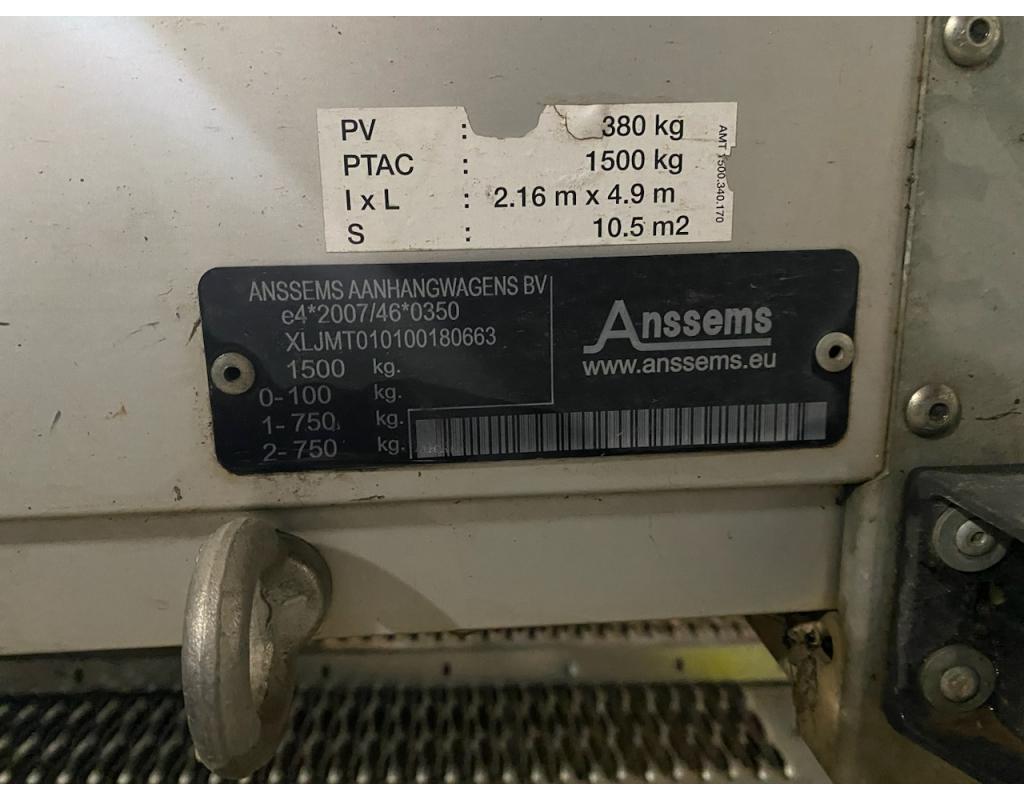 PV : 380 kg
PTAC : 1500 kg
l x L : 2.16 m x 4.9 m
S : 10.5 m2
AMT 1500.340.170
ANSSEMS AANHANGWAGENS BV
e4*2007/46*0350
XLJMT010100180663
1500 kg.
0-100 kg.
1-750 kg.
2-750 kg.
Anssems
www.anssems.eu